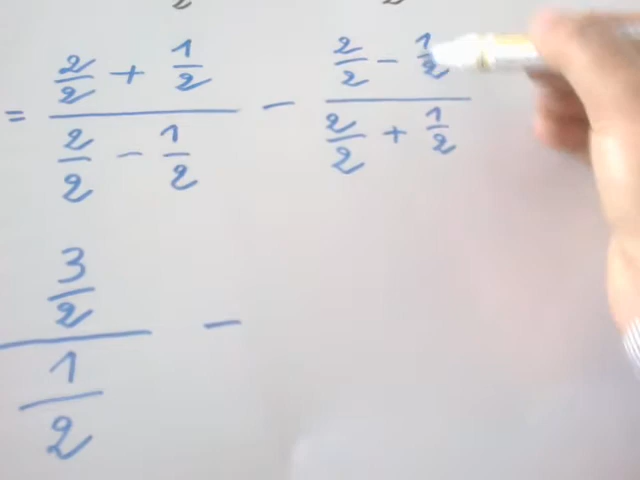 = (2/2 + 1/2) / (2/2 - 1/2) - (2/2 - 1/2) / (2/2 + 1/2)
(3/2) / (1/2) -